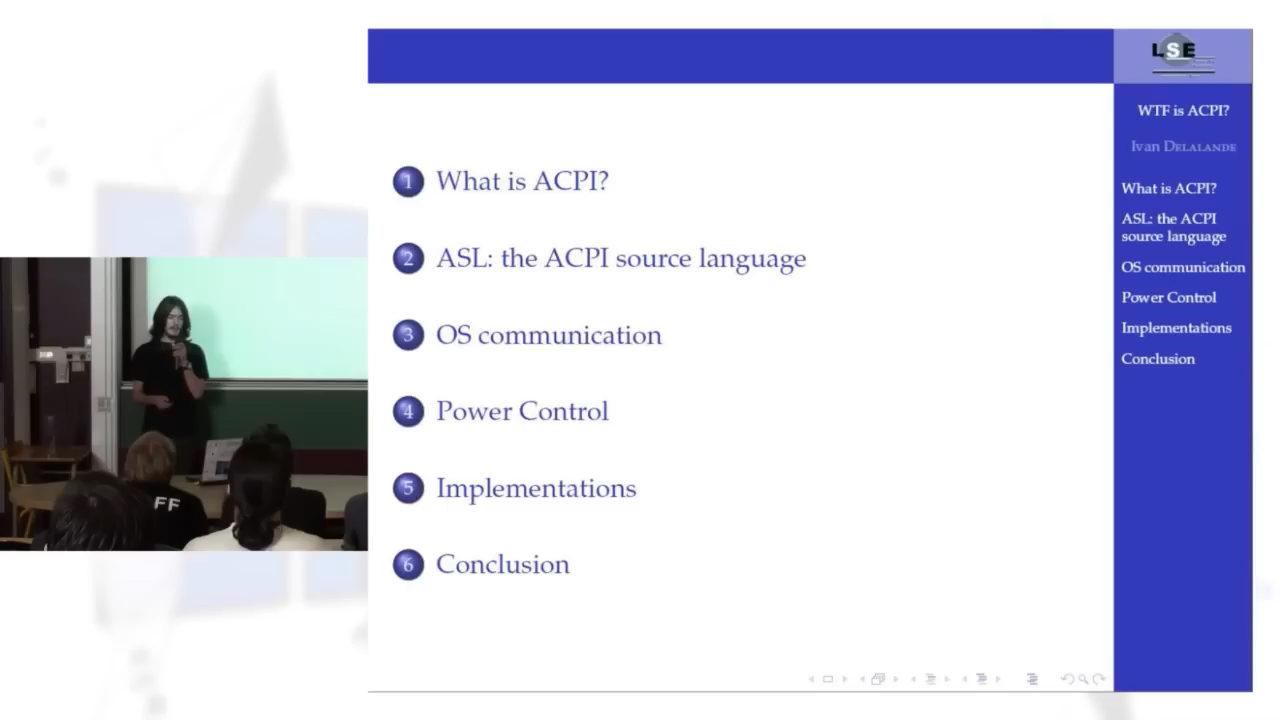 LSE
WTF is ACPI?
Ivan DELALANDE
What is ACPI?
ASL: the ACPI
source language
OS communication
Power Control
Implementations
Conclusion
1 What is ACPI?
2 ASL: the ACPI source language
3 OS communication
4 Power Control
5 Implementations
6 Conclusion
FF